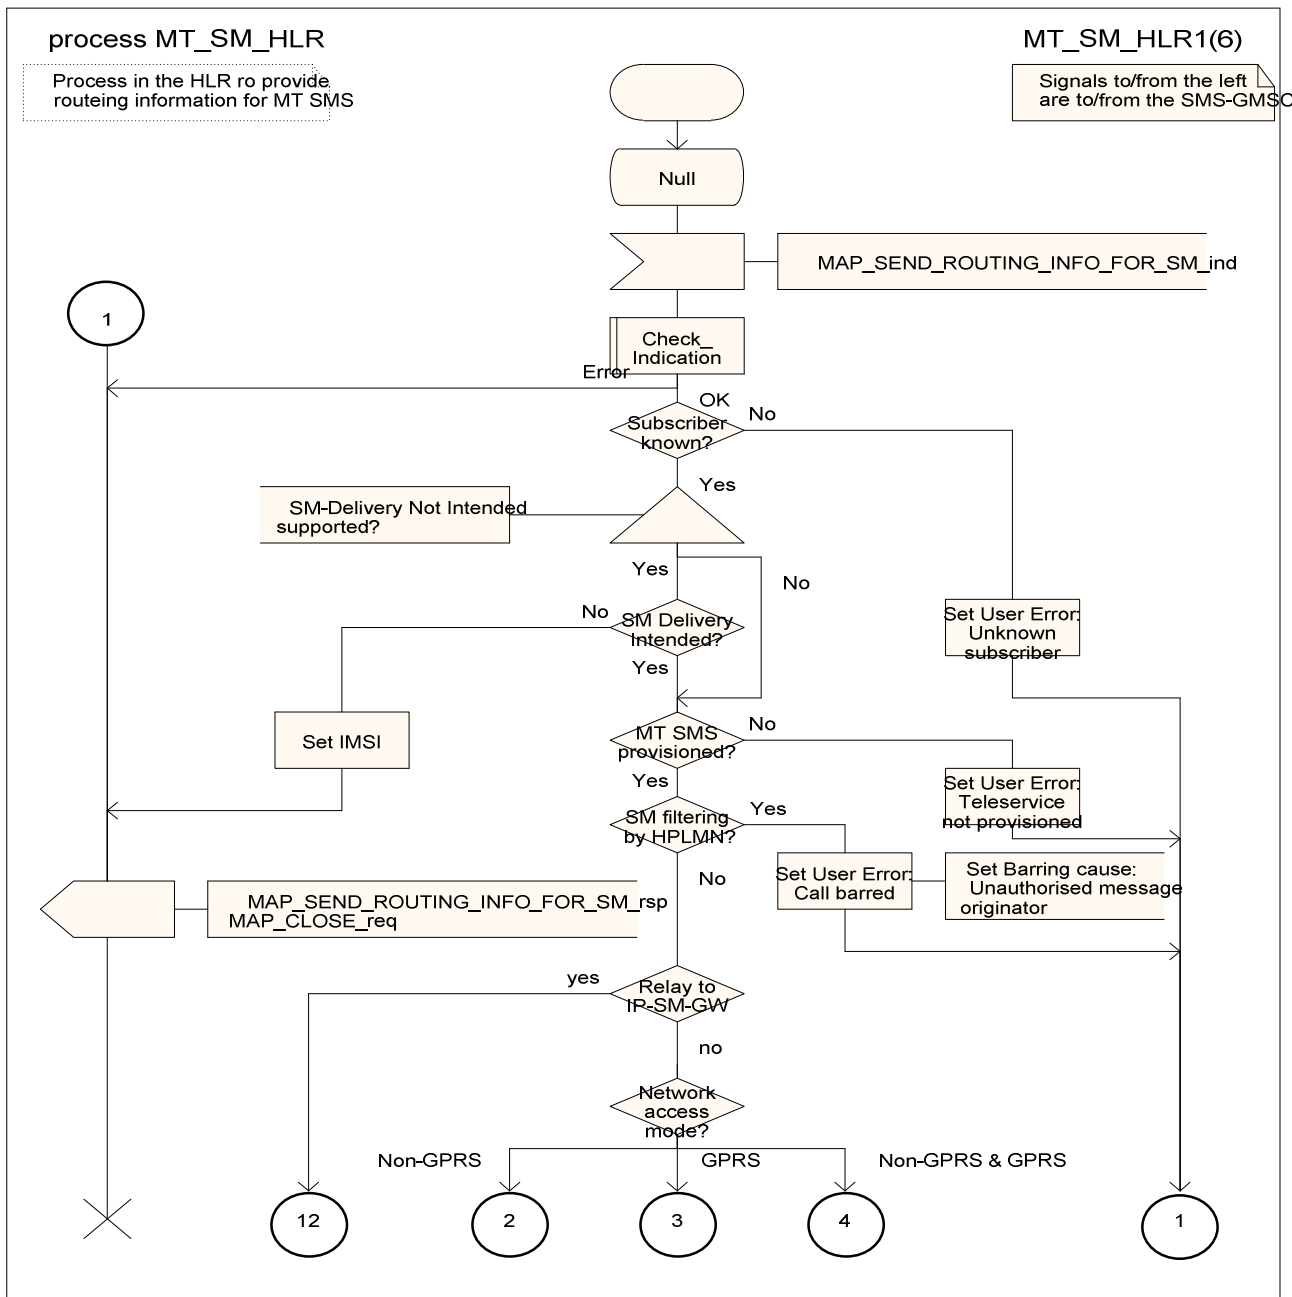 process MT_SM_HLR
MT_SM_HLR1(6)
Process in the HLR ro provide
routeing information for MT SMS
Signals to/from the left
are to/from the SMS-GMSC
Null
MAP_SEND_ROUTING_INFO_FOR_SM_ind
1
Check_
Indication
Error
OK
No
Subscriber
known?
Yes
SM-Delivery Not Intended
supported?
Yes
No
No
SM Delivery
Intended?
Set User Error:
Unknown
subscriber
Yes
No
Set IMSI
MT SMS
provisioned?
Yes
Set User Error:
Teleservice
not provisioned
Yes
SM filtering
by HPLMN?
No
Set User Error:
Call barred
Set Barring cause:
Unauthorised message
originator
MAP_SEND_ROUTING_INFO_FOR_SM_rsp
MAP_CLOSE_req
yes
Relay to
IP-SM-GW
no
Network
access
mode?
Non-GPRS
GPRS
Non-GPRS & GPRS
12
2
3
4
1